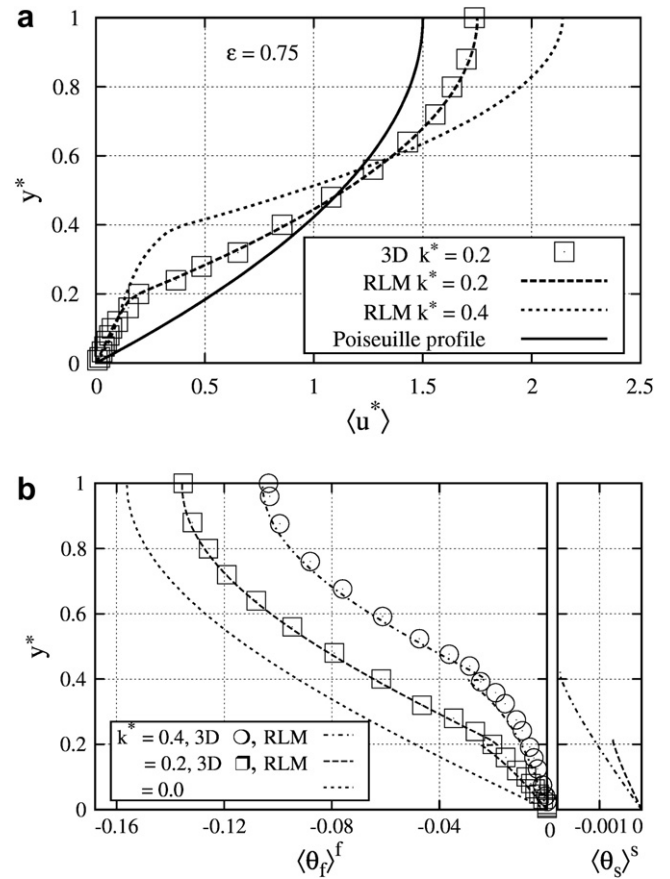 a
1
0.8
0.6
0.4
0.2
0
y*
ε = 0.75
3D k* = 0.2
RLM k* = 0.2
RLM k* = 0.4
Poiseuille profile
0 0.5 1 1.5 2 2.5
⟨u*⟩
b
1
0.8
0.6
0.4
0.2
0
y*
k* = 0.4, 3D , RLM
= 0.2, 3D , RLM
= 0.0
-0.16 -0.12 -0.08 -0.04 0 -0.001 0
⟨θf⟩f ⟨θs⟩s